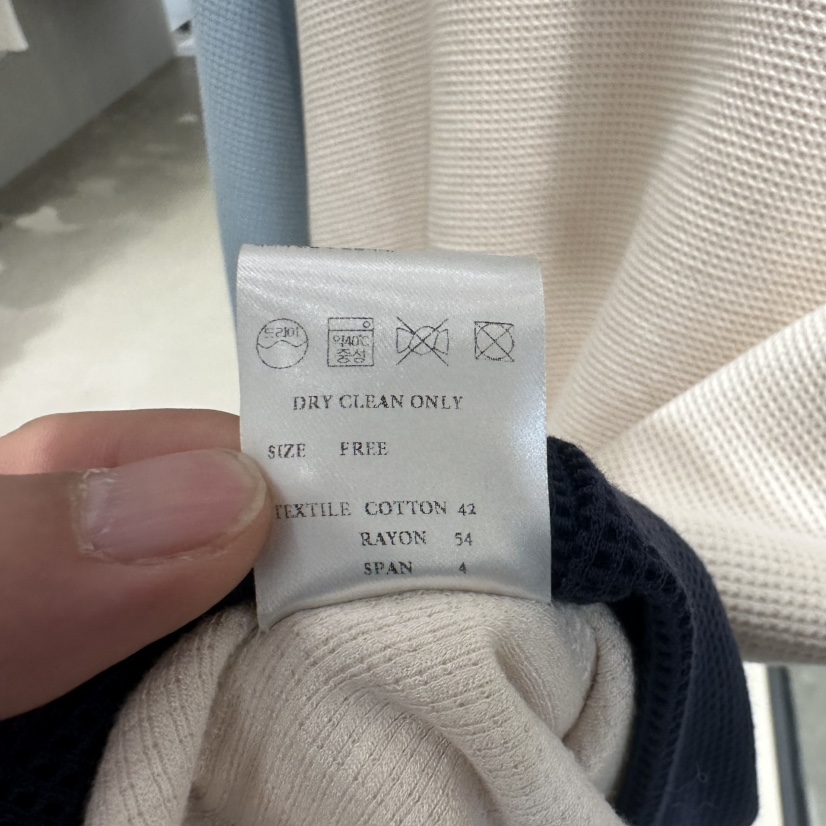 드라이
약40℃
중성
DRY CLEAN ONLY
SIZE FREE
TEXTILE COTTON 42
RAYON 54
SPAN 4